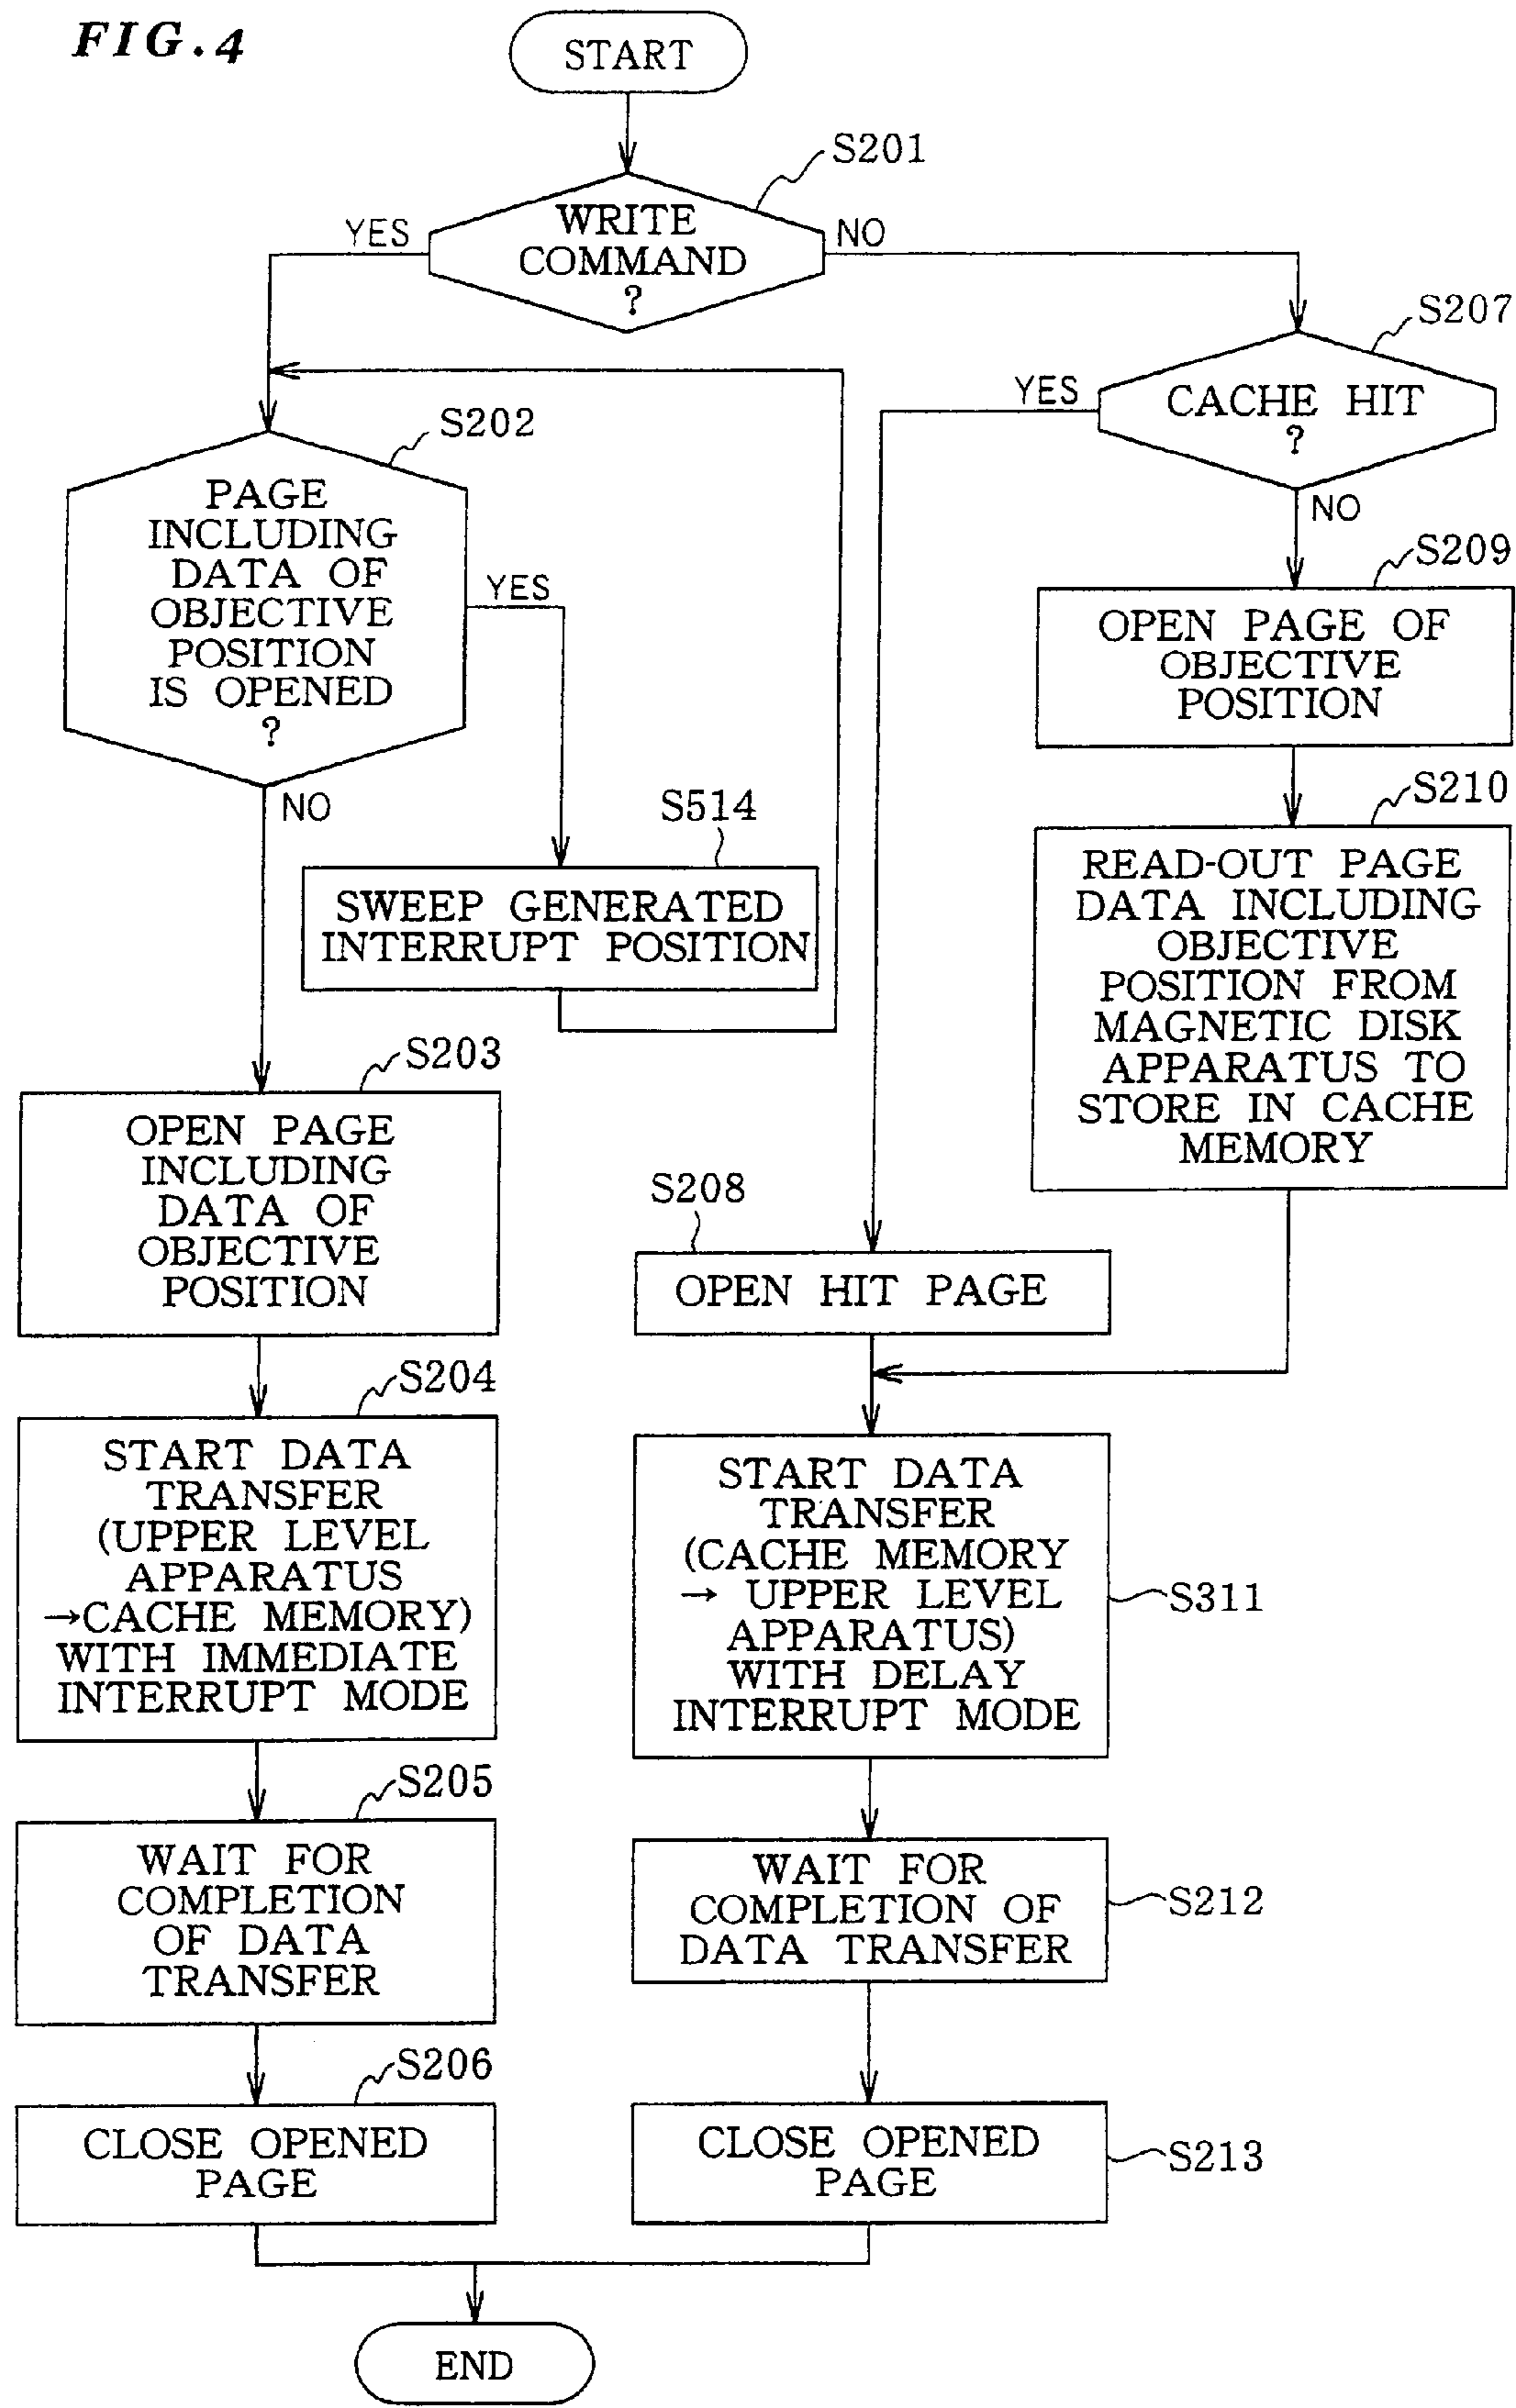 FIG.4
START
S201
WRITE
COMMAND
?
YES
NO
S207
CACHE HIT
?
YES
NO
S202
PAGE
INCLUDING
DATA OF
OBJECTIVE
POSITION
IS OPENED
?
YES
NO
S209
OPEN PAGE OF
OBJECTIVE
POSITION
S514
SWEEP GENERATED
INTERRUPT POSITION
S210
READ-OUT PAGE
DATA INCLUDING
OBJECTIVE
POSITION FROM
MAGNETIC DISK
APPARATUS TO
STORE IN CACHE
MEMORY
S203
OPEN PAGE
INCLUDING
DATA OF
OBJECTIVE
POSITION
S208
OPEN HIT PAGE
S204
START DATA
TRANSFER
(UPPER LEVEL
APPARATUS
→CACHE MEMORY)
WITH IMMEDIATE
INTERRUPT MODE
START DATA
TRANSFER
(CACHE MEMORY
→ UPPER LEVEL
APPARATUS)
WITH DELAY
INTERRUPT MODE
S311
S205
WAIT FOR
COMPLETION
OF DATA
TRANSFER
WAIT FOR
COMPLETION OF
DATA TRANSFER
S212
S206
CLOSE OPENED
PAGE
CLOSE OPENED
PAGE
S213
END